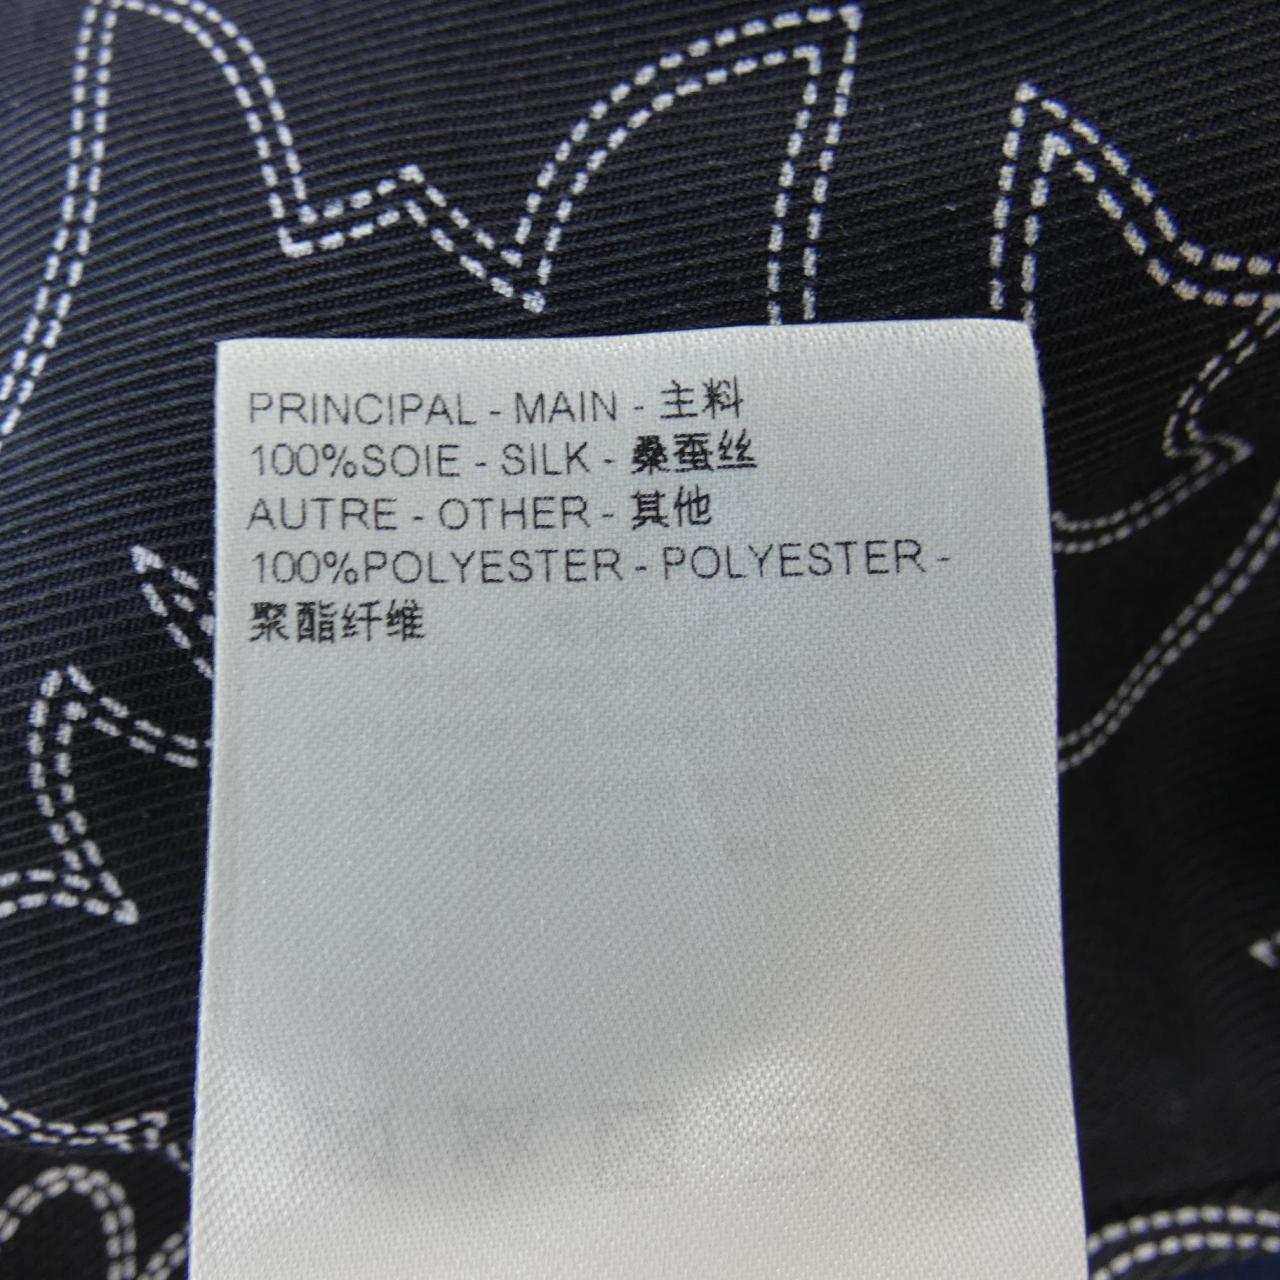 PRINCIPAL - MAIN - 主料
100%SOIE - SILK - 桑蚕丝
AUTRE - OTHER - 其他
100%POLYESTER - POLYESTER -
聚酯纤维